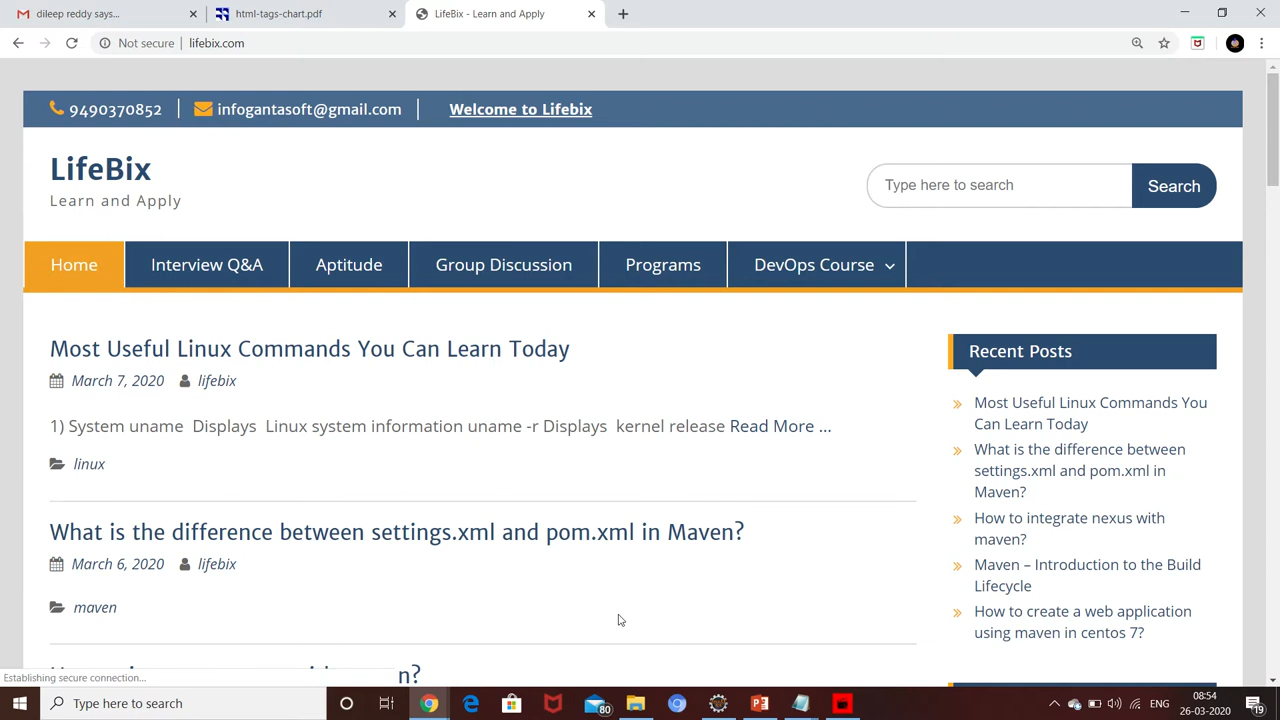 dileep reddy says...
html-tags-chart.pdf
LifeBix - Learn and Apply
Not secure | lifebix.com
9490370852
infogantasoft@gmail.com
Welcome to Lifebix
LifeBix
Learn and Apply
Type here to search
Search
Home
Interview Q&A
Aptitude
Group Discussion
Programs
DevOps Course
Most Useful Linux Commands You Can Learn Today
March 7, 2020
lifebix
1) System uname Displays Linux system information uname -r Displays kernel release Read More ...
linux
What is the difference between settings.xml and pom.xml in Maven?
March 6, 2020
lifebix
maven
n?
Recent Posts
Most Useful Linux Commands You
Can Learn Today
What is the difference between
settings.xml and pom.xml in
Maven?
How to integrate nexus with
maven?
Maven – Introduction to the Build
Lifecycle
How to create a web application
using maven in centos 7?
Establishing secure connection...
Type here to search
80
ENG
08:54
26-03-2020
19